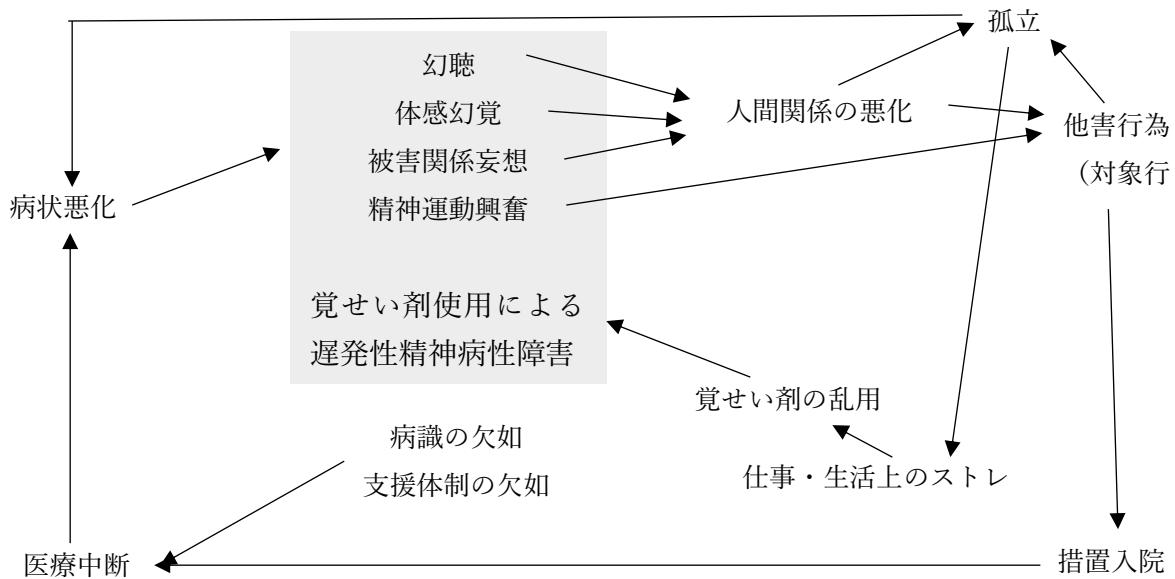 孤立
幻聴
体感幻覚
人間関係の悪化
他害行為
被害関係妄想
（対象行
病状悪化
精神運動興奮
覚せい剤使用による
遅発性精神病性障害
覚せい剤の乱用
病識の欠如
支援体制の欠如
仕事・生活上のストレ
医療中断
措置入院